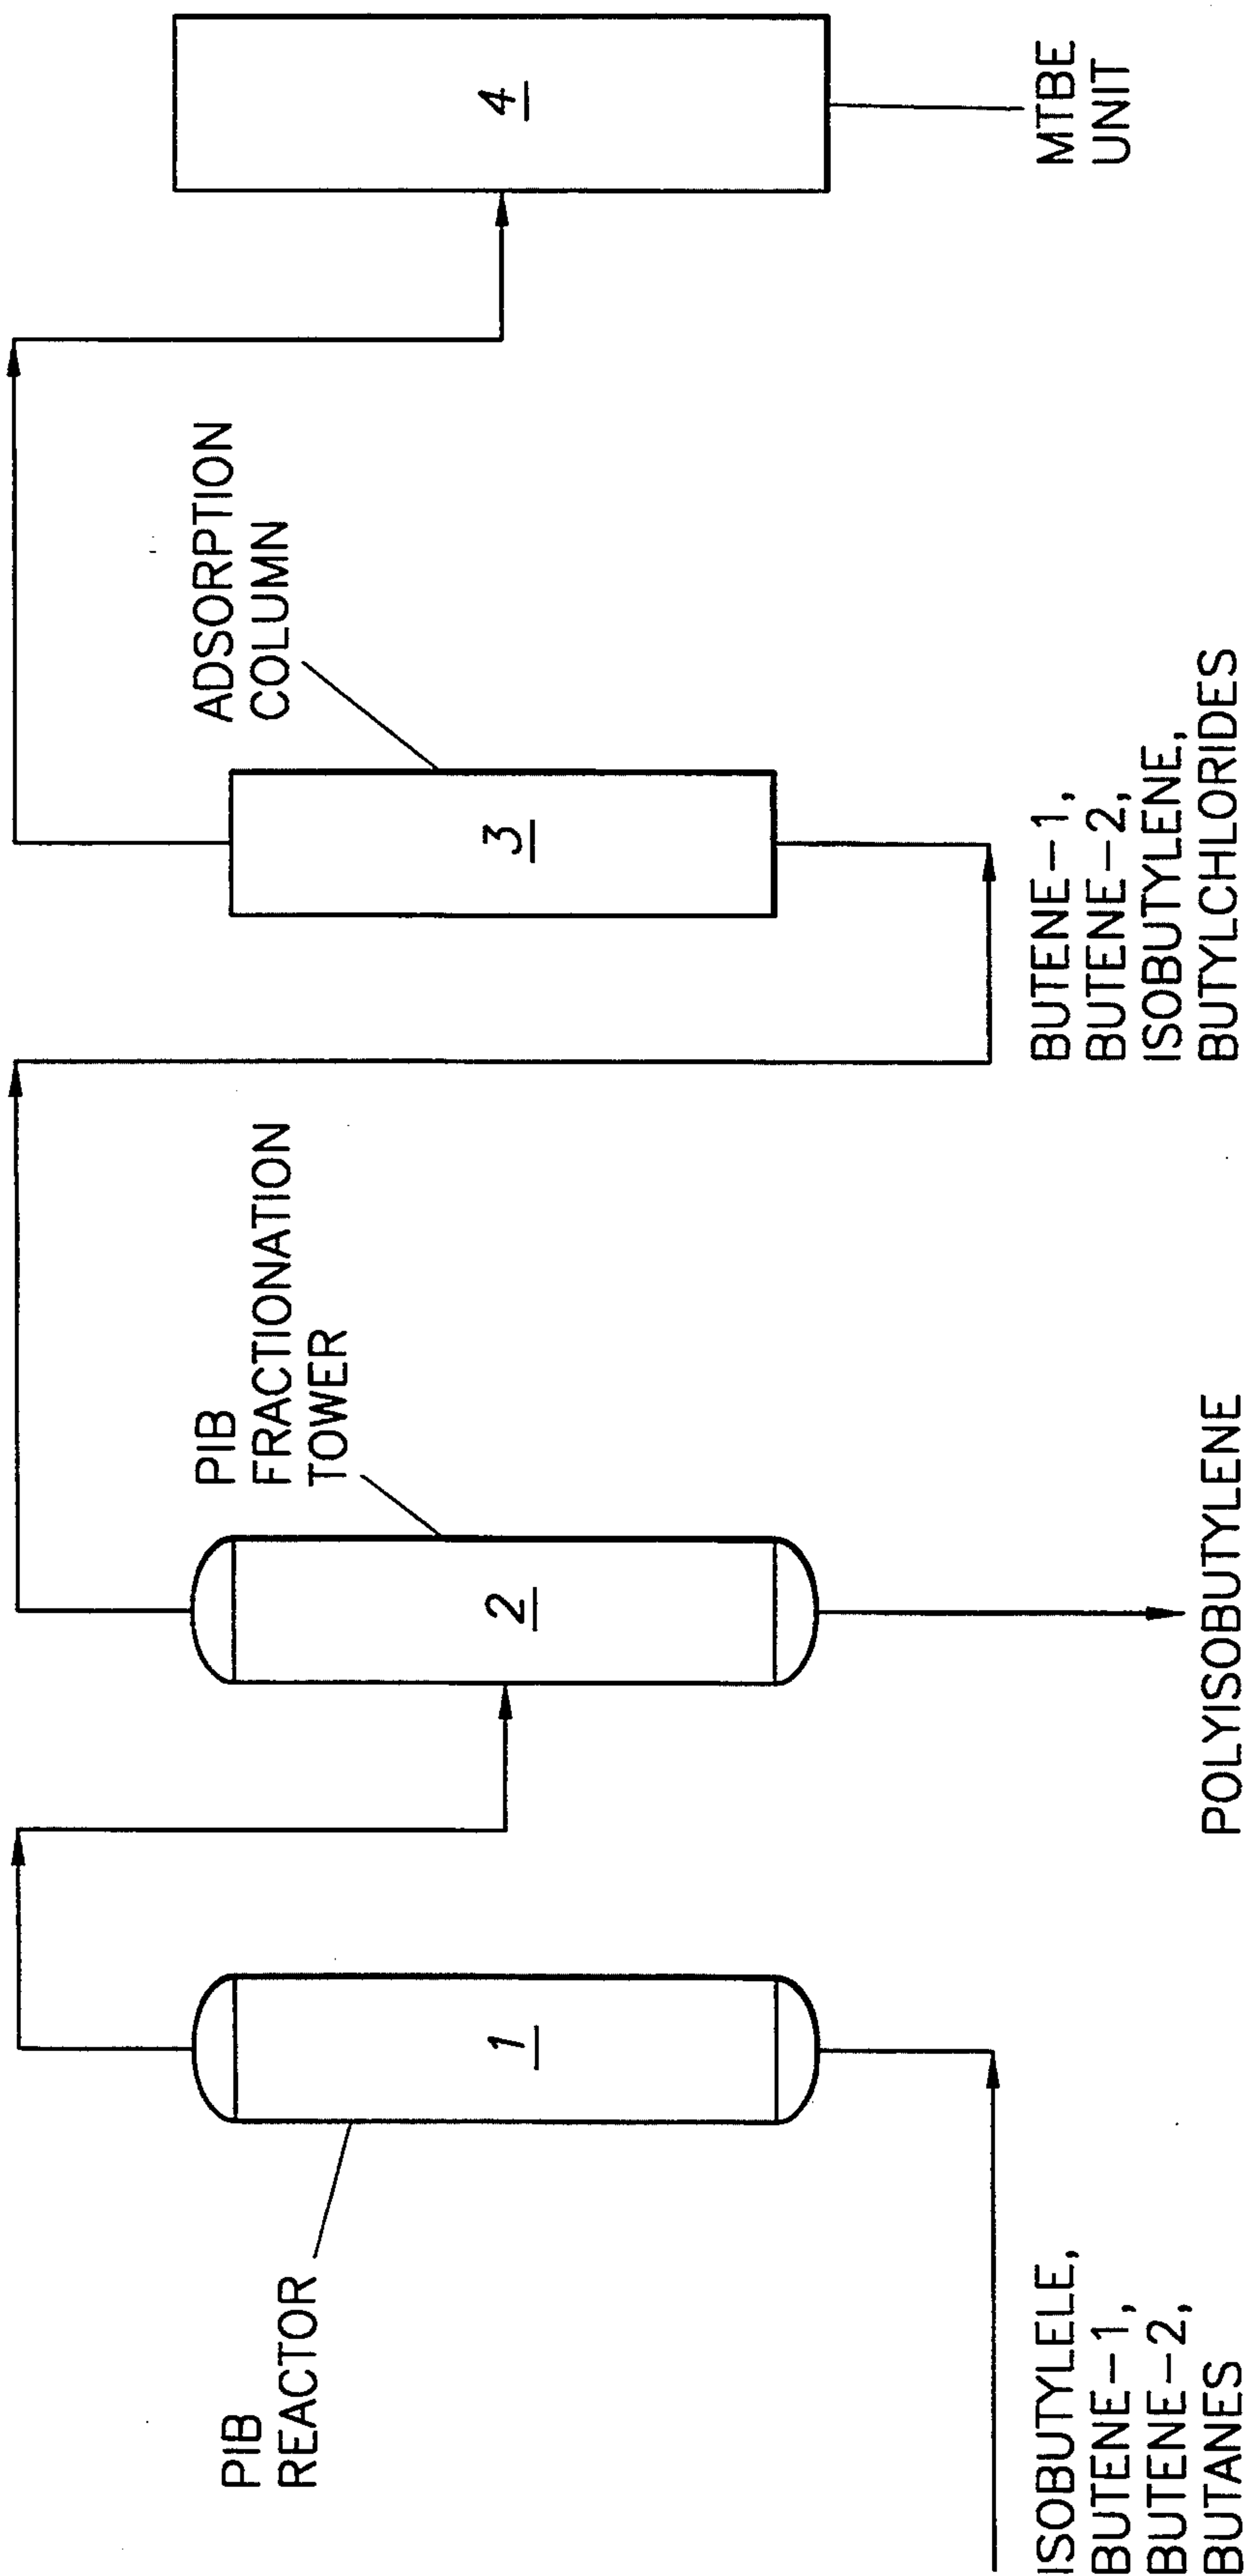 PIB
REACTOR
1
ISOBUTYLELE,
BUTENE-1,
BUTENE-2,
BUTANES
PIB
FRACTIONATION
TOWER
2
POLYISOBUTYLENE
ADSORPTION
COLUMN
3
BUTENE-1,
BUTENE-2,
ISOBUTYLENE,
BUTYLCHLORIDES
4
MTBE
UNIT